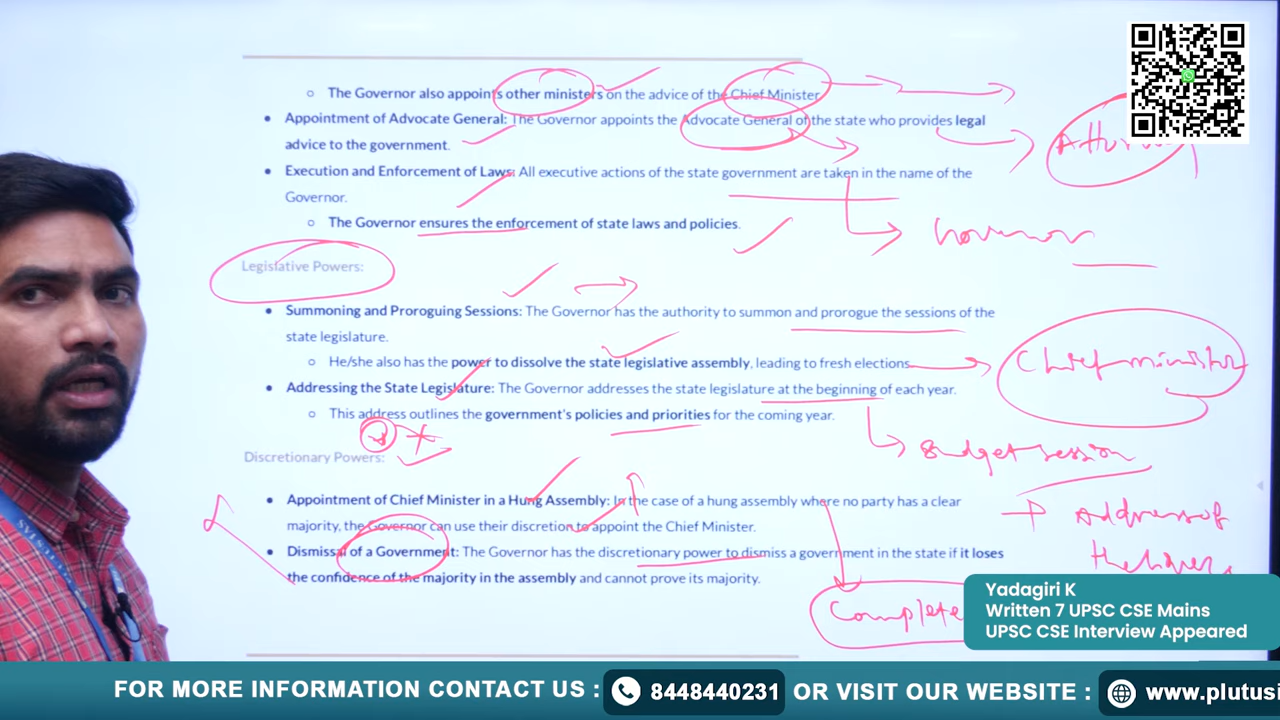 The Governor also appoints other ministers on the advice of the Chief Minister
Appointment of Advocate General: The Governor appoints the Advocate General of the state who provides legal
advice to the government.
Execution and Enforcement of Laws: All executive actions of the state government are taken in the name of the
Governor.
The Governor ensures the enforcement of state laws and policies.
Governor
Legislative Powers:
Summoning and Proroguing Sessions: The Governor has the authority to summon and prorogue the sessions of the
state legislature.
He/she also has the power to dissolve the state legislative assembly, leading to fresh elections
Chief minister
Addressing the State Legislature: The Governor addresses the state legislature at the beginning of each year.
This address outlines the government's policies and priorities for the coming year.
Budget session
Discretionary Powers:
Appointment of Chief Minister in a Hung Assembly: In the case of a hung assembly where no party has a clear
majority, the Governor can use their discretion to appoint the Chief Minister.
Address of
Dismissal of a Government: The Governor has the discretionary power to dismiss a government in the state if it loses
the confidence of the majority in the assembly and cannot prove its majority.
Complete
Yadagiri K
Written 7 UPSC CSE Mains
UPSC CSE Interview Appeared
FOR MORE INFORMATION CONTACT US : 8448440231 OR VISIT OUR WEBSITE : www.plutusi